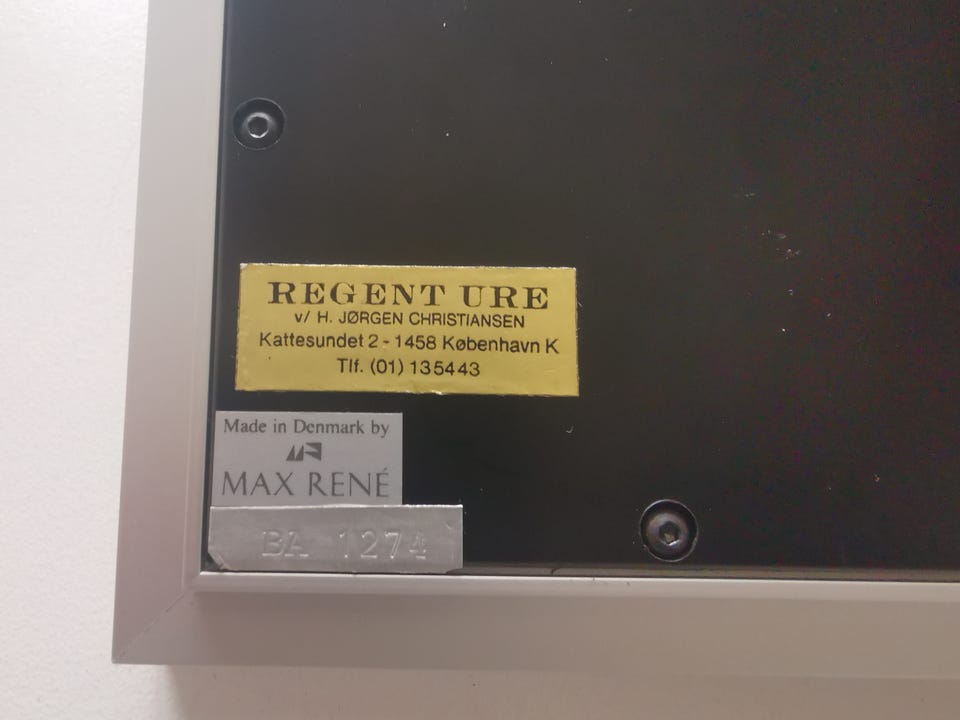 REGENT URE
v/ H. JØRGEN CHRISTIANSEN
Kattesundet 2 - 1458 København K
Tlf. (01) 135443
Made in Denmark by
MAX RENÉ
BA 1274